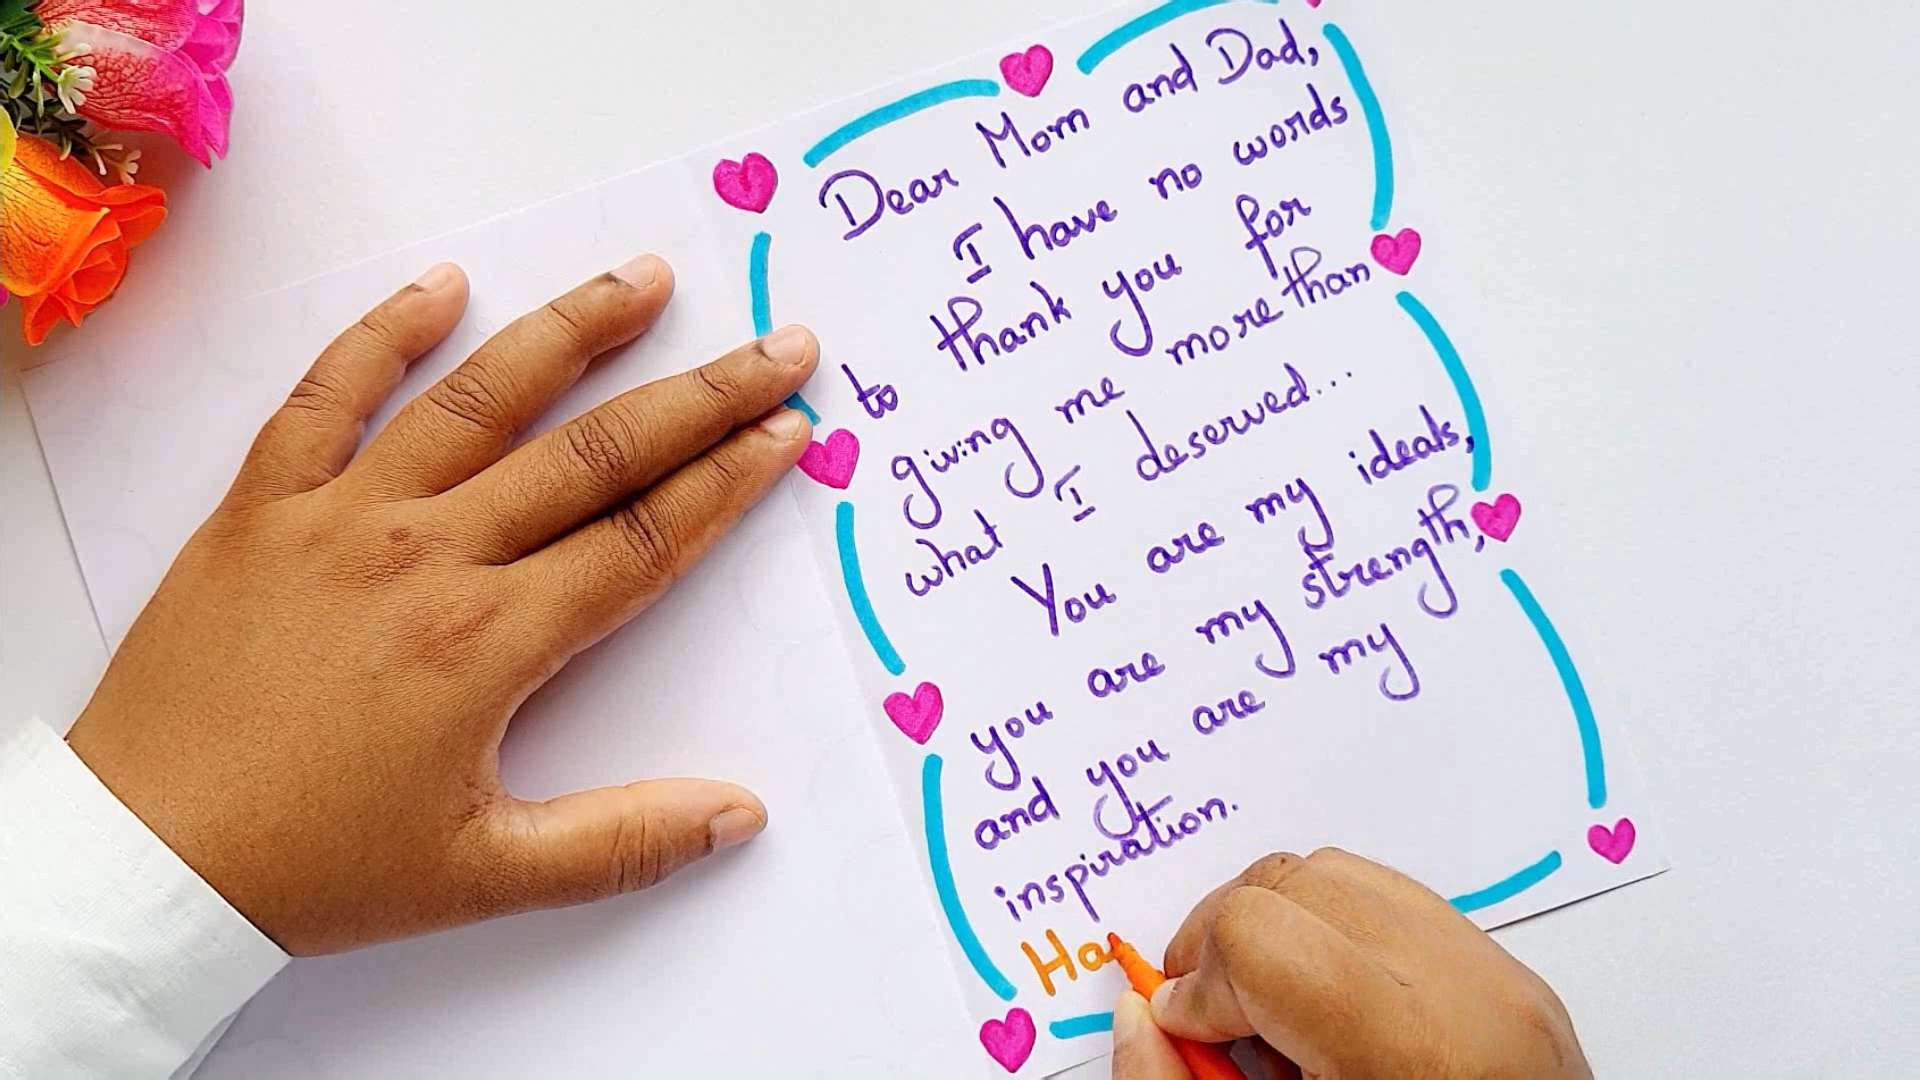 Dear Mom and Dad,
I have no words
to thank you for
giving me more than
what I deserved...
You are my ideals,
you are my strength,
and you are my
inspiration.
Ha